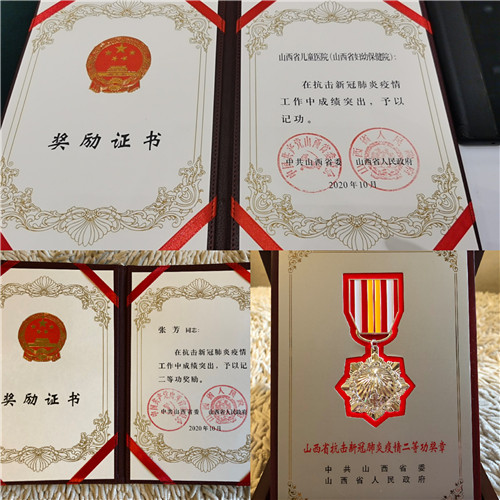 奖励证书
山西省儿童医院（山西省妇幼保健院）：
在抗击新冠肺炎疫情
工作中成绩突出，予以
记功。
中共山西省委 山西省人民政府
2020年10月
奖励证书
张芳 同志：
在抗击新冠肺炎疫情
工作中成绩突出，予以记
二等功奖励。
中共山西省委 山西省人民政府
2020年10月
山西省抗击新冠肺炎疫情二等功奖章
中共山西省委
山西省人民政府